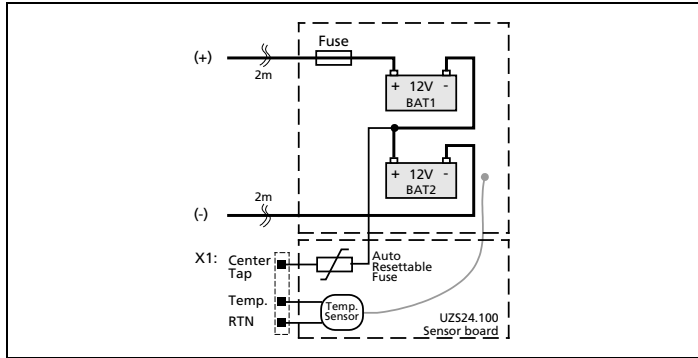 Fuse
(+)
2m
+ 12V -
BAT1
+ 12V -
BAT2
2m
(-)
X1: Center
Tap
Auto
Resettable
Fuse
Temp.
Temp.
Sensor
RTN
UZS24.100
Sensor board